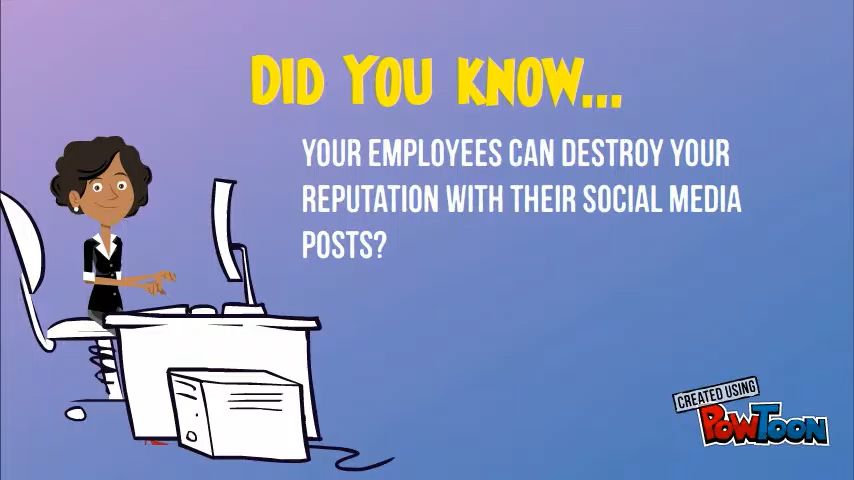 DID YOU KNOW...
YOUR EMPLOYEES CAN DESTROY YOUR
REPUTATION WITH THEIR SOCIAL MEDIA
POSTS?
CREATED USING
POWTOON